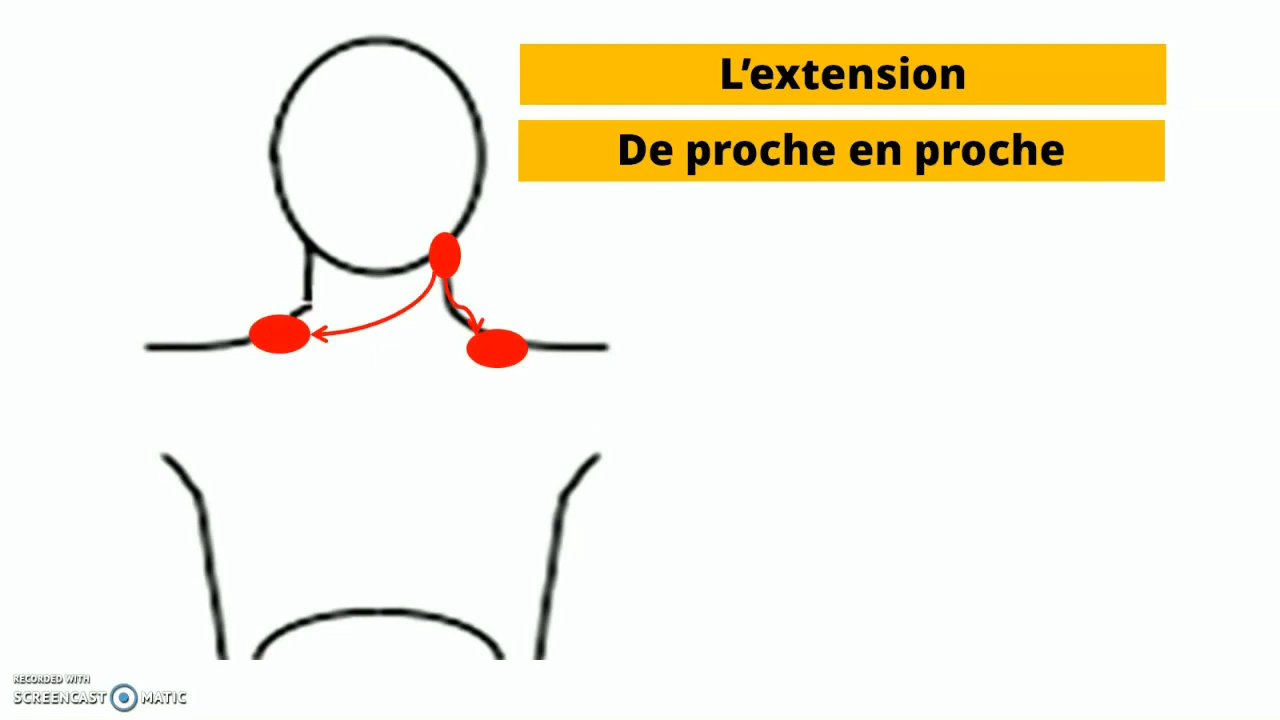 L’extension
De proche en proche
RECORDED WITH
SCREENCAST MATIC